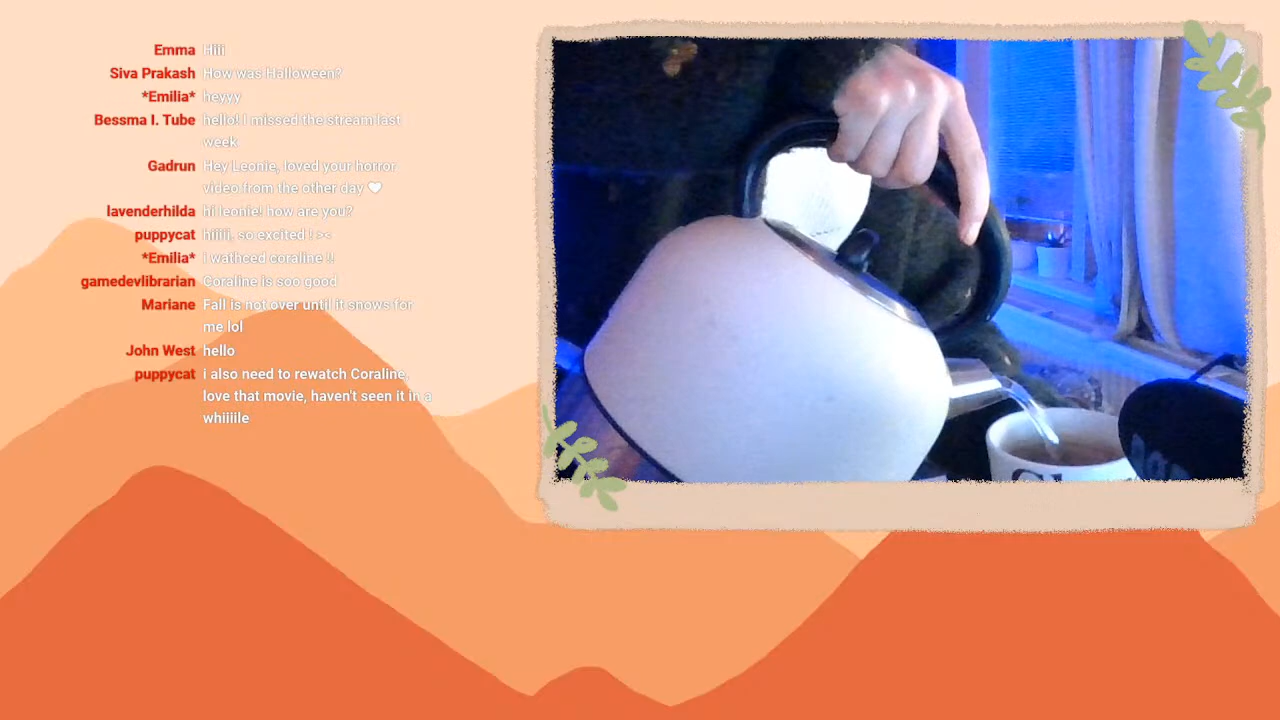 Emma Hiii
Siva Prakash How was Halloween?
*Emilia* heyyy
Bessma I. Tube hello! I missed the stream last
week
Gadrun Hey Leonie, loved your horror
video from the other day 🤍
lavenderhilda hi leonie! how are you?
puppycat hiiiij, so excited ! ><
*Emilia* I wathced coraline !!
gamedevlibrarian Coraline is soo good
Mariane Fall is not over until it snows for
me lol
John West hello
puppycat i also need to rewatch Coraline,
love that movie, haven't seen it in a
whiiiile